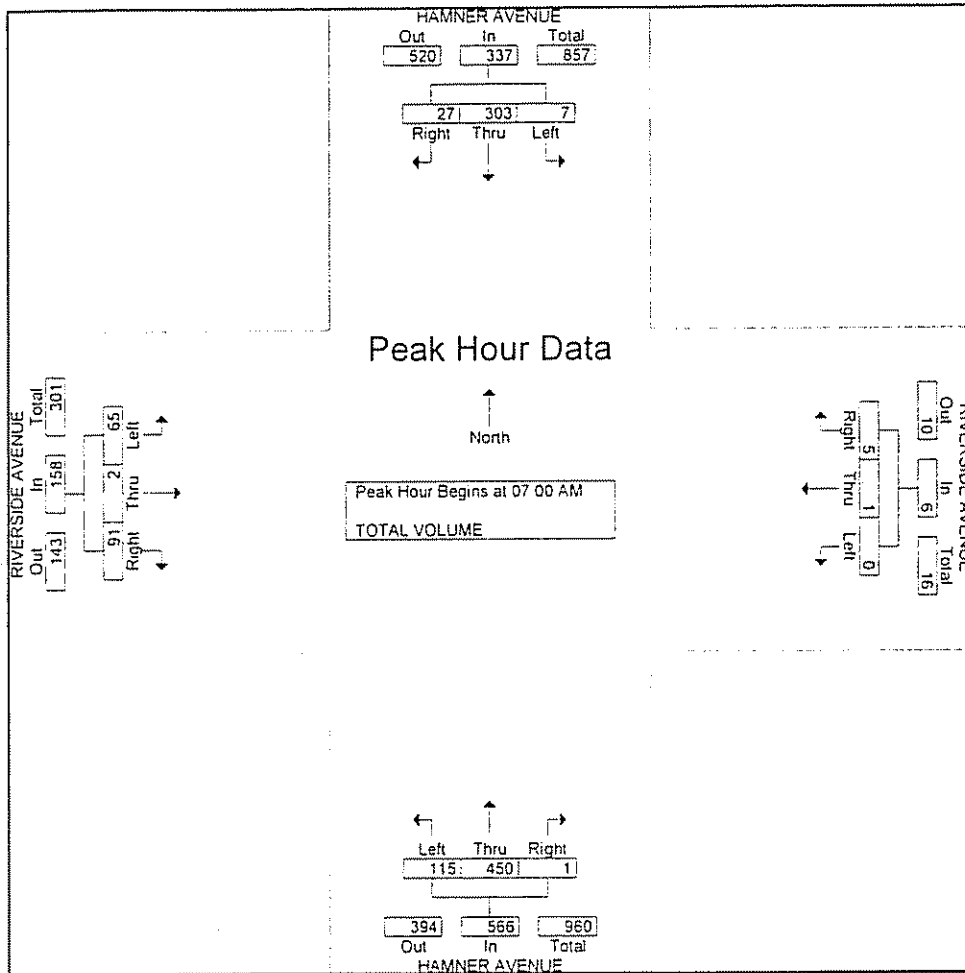 HAMNER AVENUE
Out In Total
520 337 857
27 303 7
Right Thru Left
Peak Hour Data
North
Peak Hour Begins at 07 00 AM
TOTAL VOLUME
RIVERSIDE AVENUE
Total In Out
301 158 143
65 2 91
Left Thru Right
Right Thru Left
5 1 0
10 6 16
Out In Total
RIVERSIDE AVENUE
Left Thru Right
115 450 1
394 566 960
Out In Total
HAMNER AVENUE